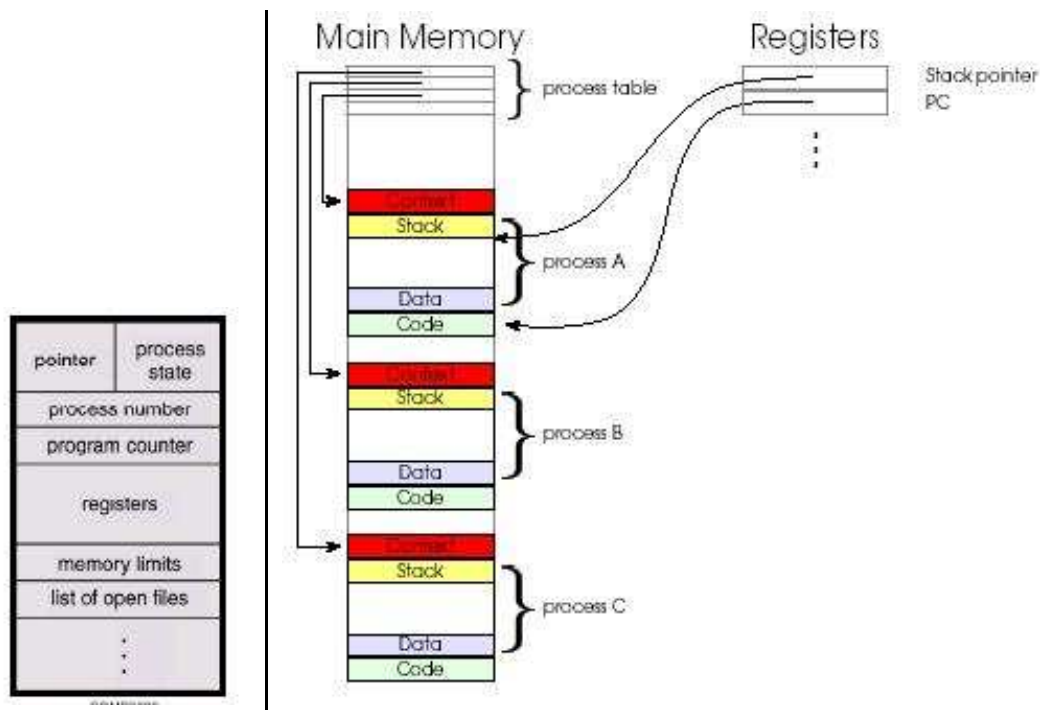 pointer
process
state
process number
program counter
registers
memory limits
list of open files
Main Memory
process table
Context
Stack
process A
Data
Code
Context
Stack
process B
Data
Code
Context
Stack
process C
Data
Code
Registers
Stack pointer
PC